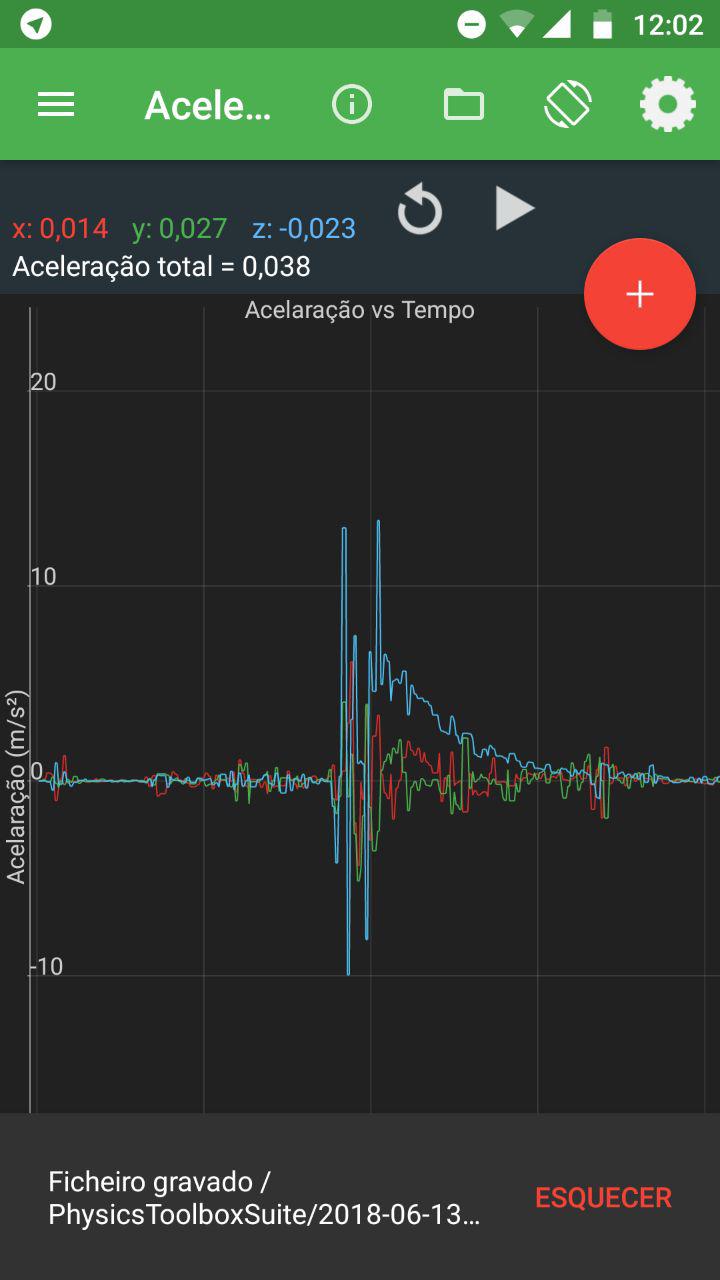 12:02
Acele...
x: 0,014 y: 0,027 z: -0,023
Aceleração total = 0,038
Acelaração vs Tempo
20
10
0
-10
Acelaração (m/s²)
Ficheiro gravado /
PhysicsToolboxSuite/2018-06-13...
ESQUECER